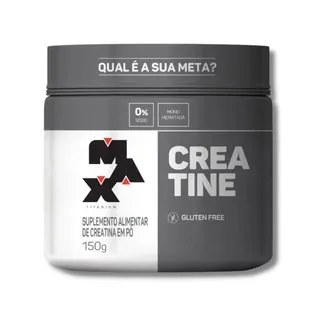 QUAL É A SUA META?
0%
SÓDIO
MONO
HIDRATADA
MAX
TITANIUM
CREA
TINE
GLUTEN FREE
SUPLEMENTO ALIMENTAR
DE CREATINA EM PÓ
150g